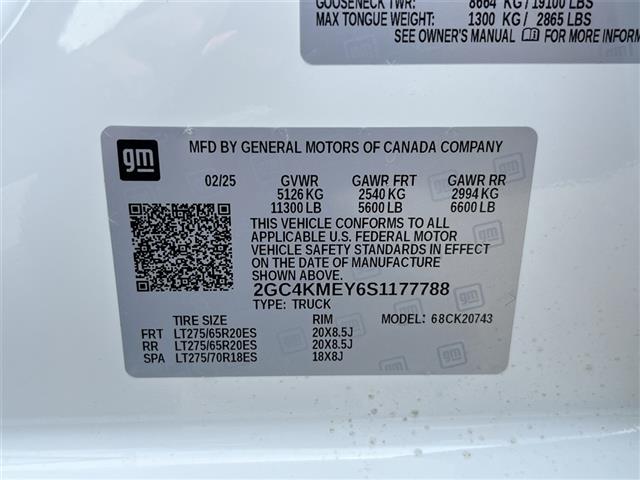 GOOSENECK TWR: 8664 KG / 19100 LBS
MAX TONGUE WEIGHT: 1300 KG / 2865 LBS
SEE OWNER'S MANUAL FOR MORE INFORM
gm
MFD BY GENERAL MOTORS OF CANADA COMPANY
02/25 GVWR GAWR FRT GAWR RR
5126 KG 2540 KG 2994 KG
11300 LB 5600 LB 6600 LB
THIS VEHICLE CONFORMS TO ALL
APPLICABLE U.S. FEDERAL MOTOR
VEHICLE SAFETY STANDARDS IN EFFECT
ON THE DATE OF MANUFACTURE
SHOWN ABOVE.
2GC4KMEY6S1177788
TYPE: TRUCK
TIRE SIZE RIM MODEL: 68CK20743
FRT LT275/65R20ES 20X8.5J
RR LT275/65R20ES 20X8.5J
SPA LT275/70R18ES 18X8J